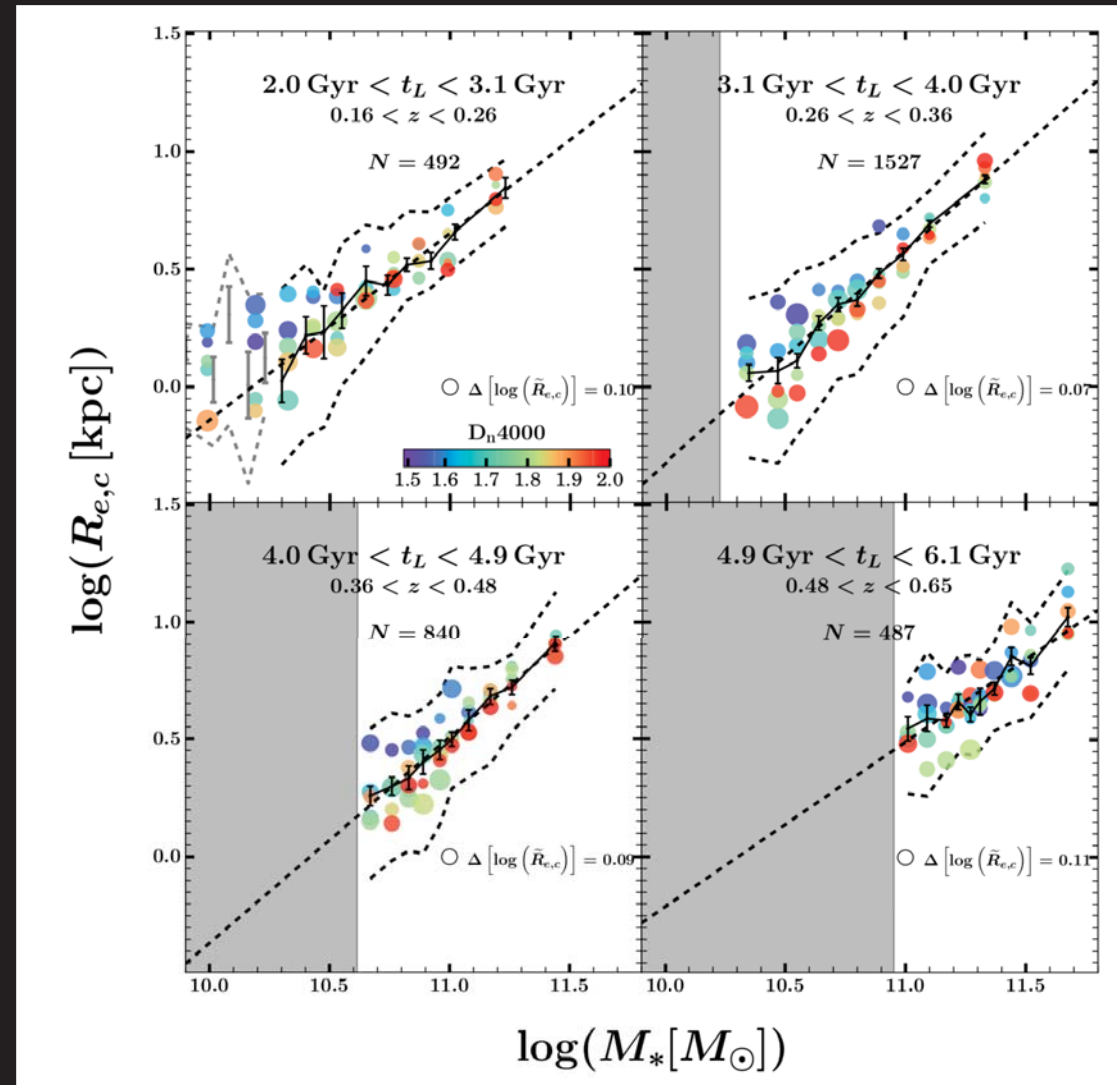 2.0 Gyr < t_L < 3.1 Gyr
0.16 < z < 0.26
N = 492
Δ[log(R̃_{e,c})] = 0.10
D_n4000
1.5 1.6 1.7 1.8 1.9 2.0
3.1 Gyr < t_L < 4.0 Gyr
0.26 < z < 0.36
N = 1527
Δ[log(R̃_{e,c})] = 0.07
1.5
1.0
0.5
0.0
4.0 Gyr < t_L < 4.9 Gyr
0.36 < z < 0.48
N = 840
Δ[log(R̃_{e,c})] = 0.09
4.9 Gyr < t_L < 6.1 Gyr
0.48 < z < 0.65
N = 487
Δ[log(R̃_{e,c})] = 0.11
1.5
1.0
0.5
0.0
10.0 10.5 11.0 11.5 10.0 10.5 11.0 11.5
log(R_{e,c} [kpc])
log(M_*[M_⊙])